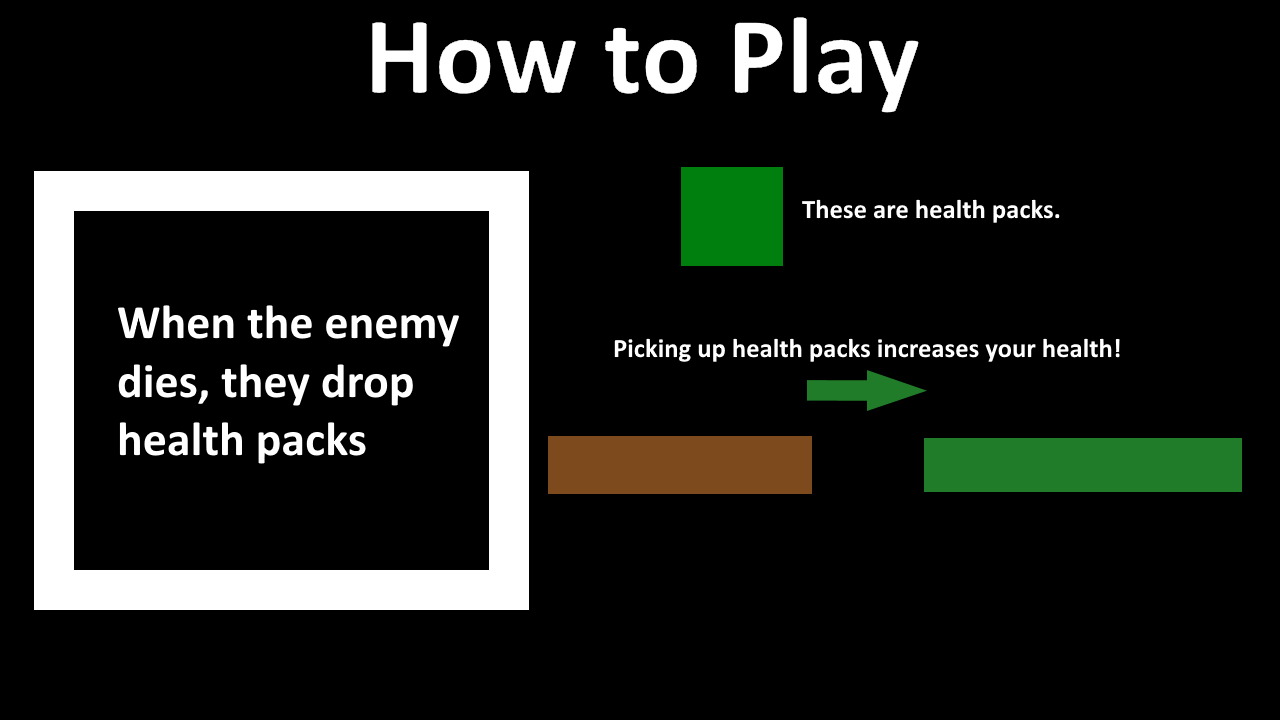 How to Play
When the enemy
dies, they drop
health packs
These are health packs.
Picking up health packs increases your health!